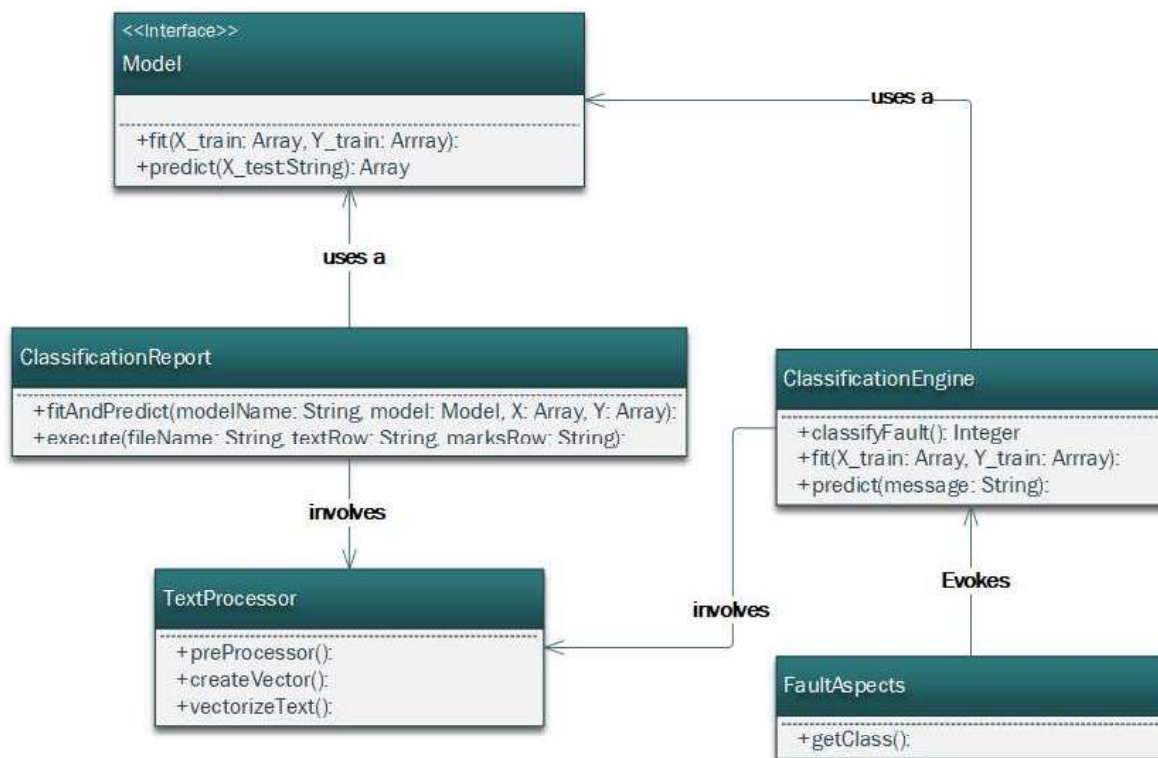 <<Interface>>
Model
+fit(X_train: Array, Y_train: Arrray):
+predict(X_test:String): Array
uses a
uses a
ClassificationReport
+fitAndPredict(modelName: String, model: Model, X: Array, Y: Array):
+execute(fileName: String, textRow: String, marksRow: String):
ClassificationEngine
+classifyFault(): Integer
+fit(X_train: Array, Y_train: Arrray):
+predict(message: String):
involves
TextProcessor
+preProcessor():
+createVector():
+vectorizeText():
involves
Evokes
FaultAspects
+getClass():